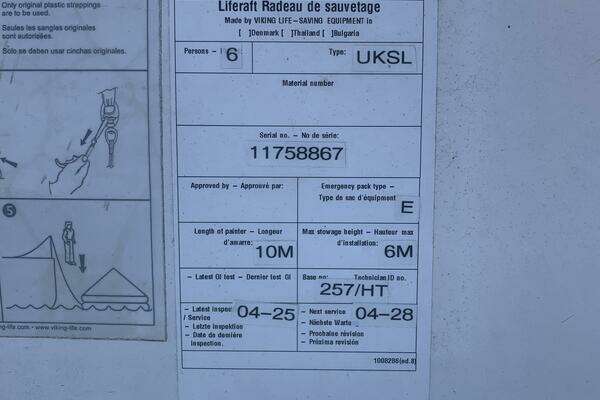 Only original plastic strappings
are to be used.
Seules les sangles originales
sont autorisées.
Solo se deben usar cinchas originales.
5
-life.com - www.viking-life.com
Liferaft Radeau de sauvetage
Made by VIKING LIFE-SAVING EQUIPMENT in
[ ]Denmark [ ]Thailand [ ]Bulgaria
Persons – 6 Type: UKSL
Material number
Serial no. – No de série:
11758867
Approved by – Approuvé par:
Emergency pack type –
Type de sac d'équipement E
Length of painter – Longeur
d'amarre: 10M
Max stowage height – Hauteur max
d'installation: 6M
– Latest GI test – Dernier test GI
Base no: Technician ID no.
257/HT
– Latest inspec 04-25
/ Service
– Letzte inspektion
– Date de dernière
inspection.
– Next service 04-28
– Nächste Warte
– Prochaine révision
– Próxima revisión
1008286(ed.8)